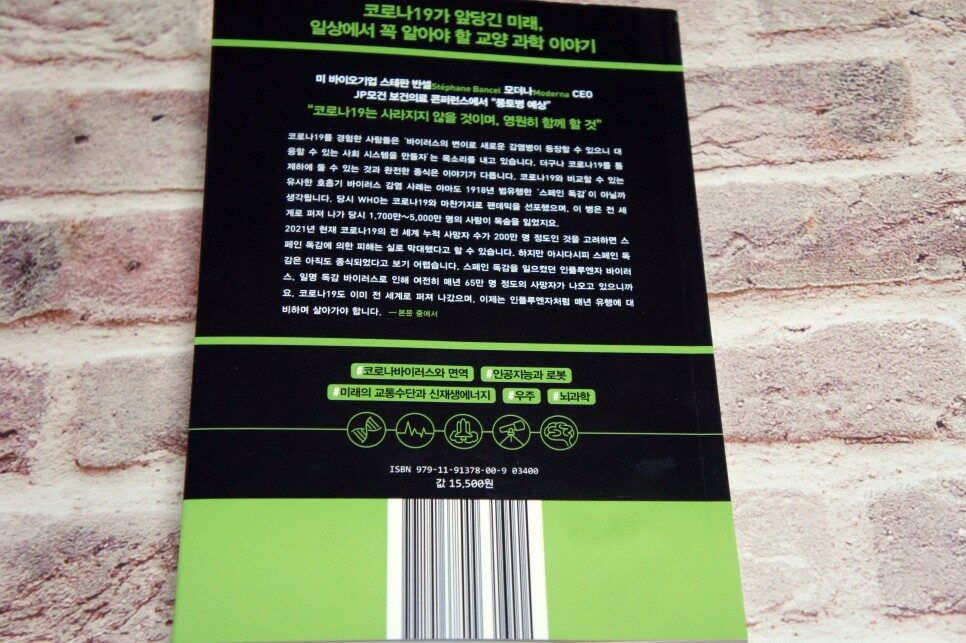 코로나19가 앞당긴 미래,
일상에서 꼭 알아야 할 교양 과학 이야기
미 바이오기업 스테판 반셀Stéphane Bancel 모더나Moderna CEO
JP모건 보건의료 콘퍼런스에서 “풍토병 예상”
“코로나19는 사라지지 않을 것이며, 영원히 함께 할 것”
코로나19를 경험한 사람들은 ‘바이러스의 변이로 새로운 감염병이 등장할 수 있으니 대
응할 수 있는 사회 시스템을 만들자’는 목소리를 내고 있습니다. 더구나 코로나19를 통
제하에 둘 수 있는 것과 완전한 종식은 이야기가 다릅니다. 코로나19와 비교할 수 있는
유사한 호흡기 바이러스 감염 사례는 아마도 1918년 범유행한 ‘스페인 독감’이 아닐까
생각됩니다. 당시 WHO는 코로나19와 마찬가지로 팬데믹을 선포했으며, 이 병은 전 세
계로 퍼져 나가 당시 1,700만~5,000만 명의 사람이 목숨을 잃었지요.
2021년 현재 코로나19의 전 세계 누적 사망자 수가 200만 명 정도인 것을 고려하면 스
페인 독감에 의한 피해는 실로 막대했다고 할 수 있습니다. 하지만 아시다시피 스페인 독
감은 아직도 종식되었다고 보기 어렵습니다. 스페인 독감을 일으켰던 인플루엔자 바이러
스, 일명 독감 바이러스로 인해 여전히 매년 65만 명 정도의 사망자가 나오고 있으니까
요. 코로나19도 이미 전 세계로 퍼져 나갔으며, 이제는 인플루엔자처럼 매년 유행에 대
비하며 살아가야 합니다. —본문 중에서
#코로나바이러스와 면역 #인공지능과 로봇
#미래의 교통수단과 신재생에너지 #우주 #뇌과학
ISBN 979-11-91378-00-9 03400
값 15,500원